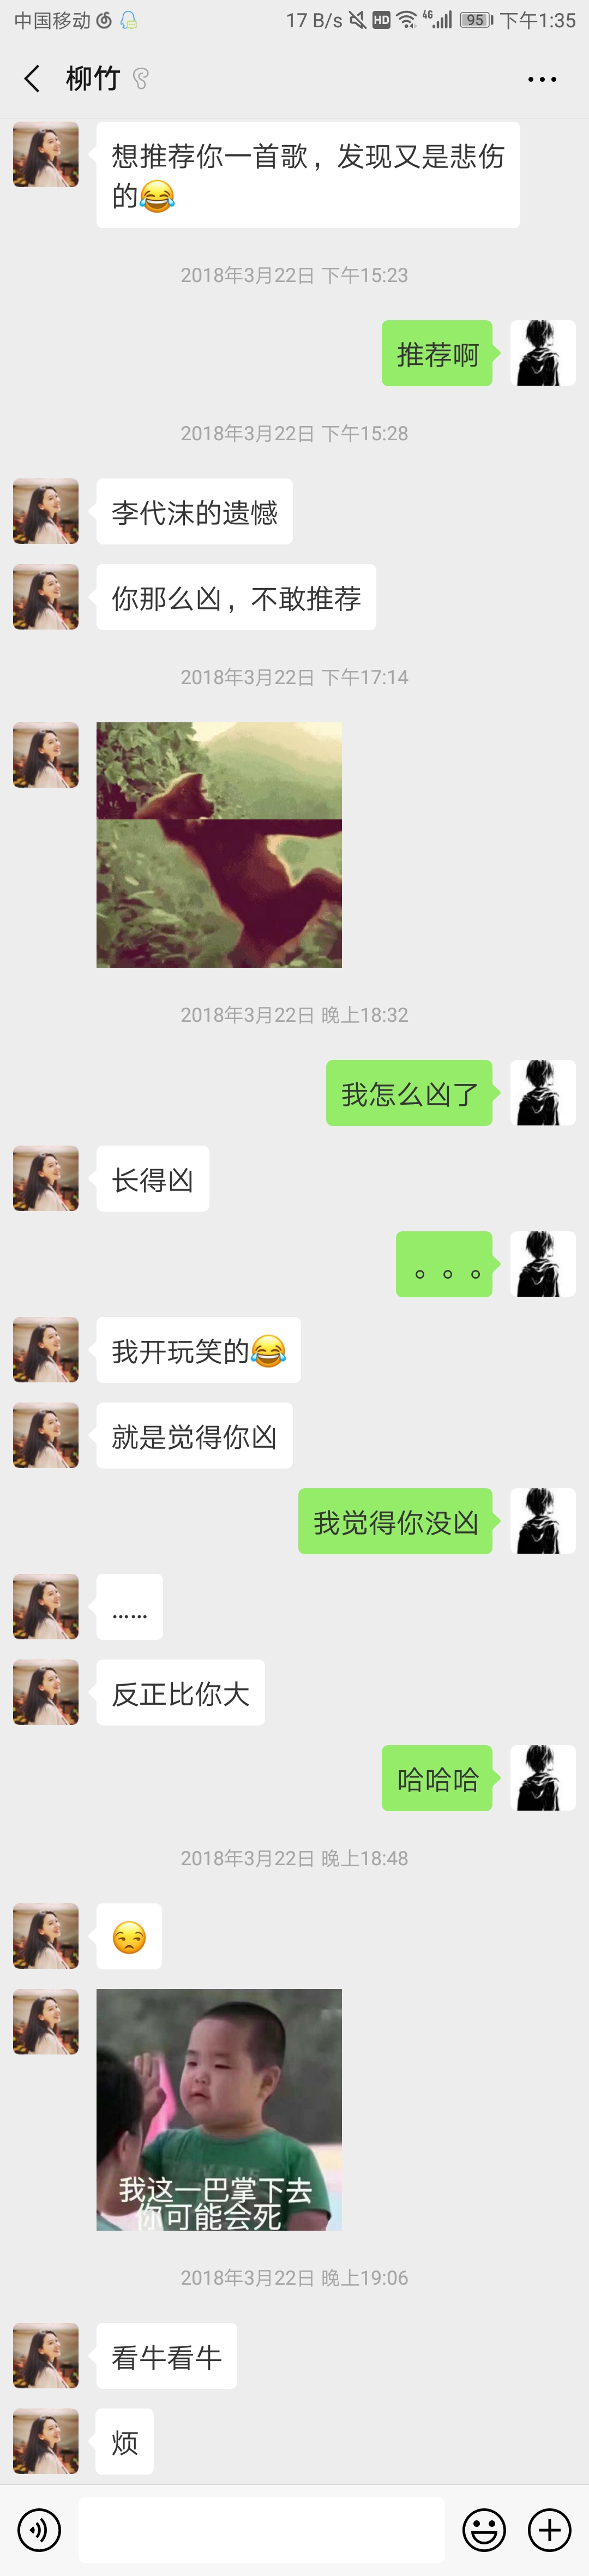 中国移动 17 B/s HD 4G 95 下午1:35
柳竹
想推荐你一首歌，发现又是悲伤
的😂
2018年3月22日 下午15:23
推荐啊
2018年3月22日 下午15:28
李代沫的遗憾
你那么凶，不敢推荐
2018年3月22日 下午17:14
2018年3月22日 晚上18:32
我怎么凶了
长得凶
。。。
我开玩笑的😂
就是觉得你凶
我觉得你没凶
……
反正比你大
哈哈哈
2018年3月22日 晚上18:48
😒
我这一巴掌下去
你可能会死
2018年3月22日 晚上19:06
看牛看牛
烦